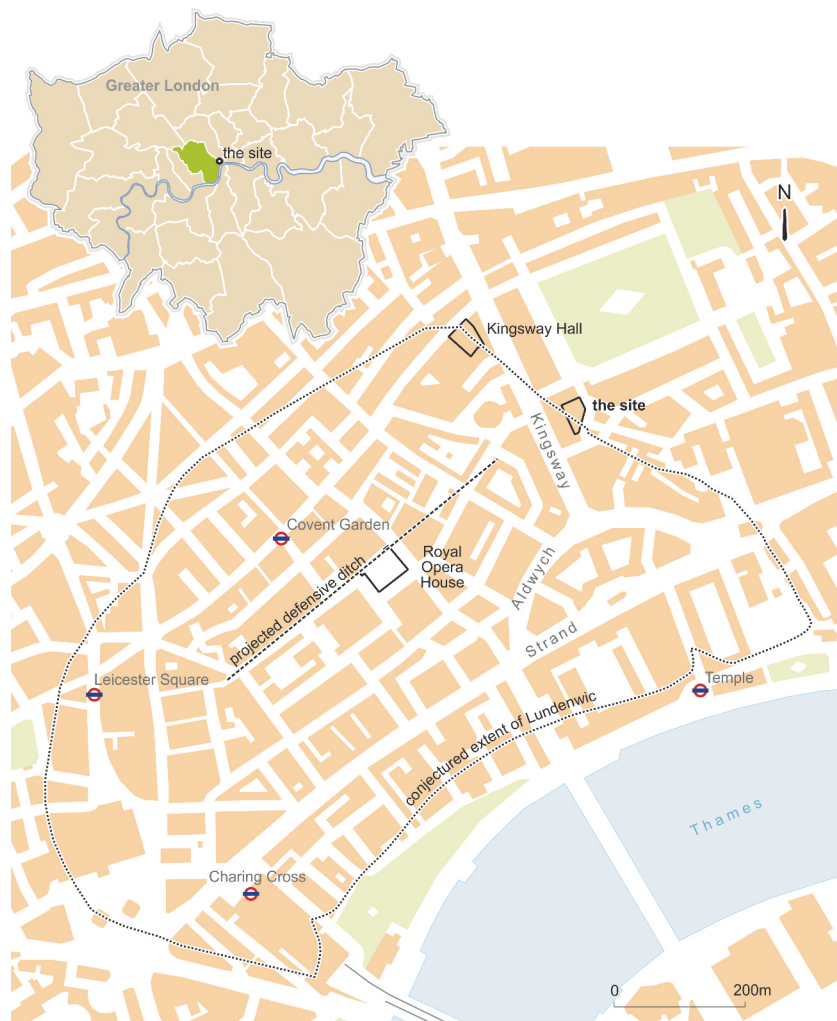 Greater London
the site
N
Kingsway Hall
the site
Kingsway
Covent Garden
Royal
Opera
House
projected defensive ditch
Aldwych
Strand
Leicester Square
Temple
conjectured extent of Lundenwic
Thames
Charing Cross
0
200m